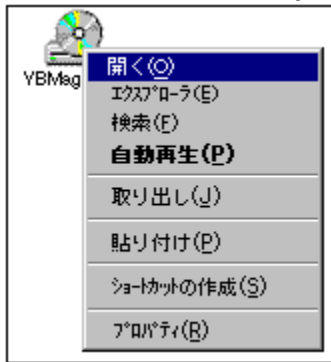 YBMag
開く(O)
ｴｸｽﾌﾟﾛｰﾗ(E)
検索(F)
自動再生(P)
取り出し(J)
貼り付け(P)
ｼｮｰﾄｶｯﾄの作成(S)
ﾌﾟﾛﾊﾟﾃｨ(R)